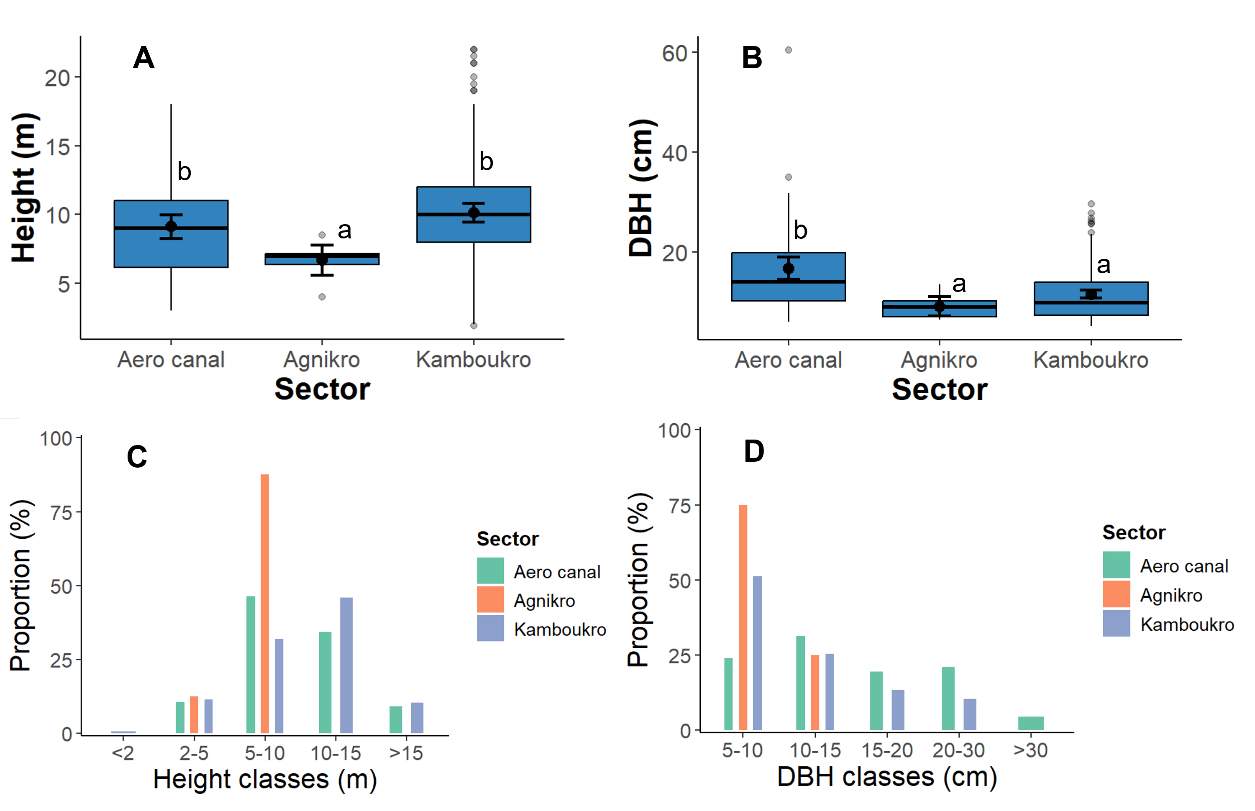 A
Height (m)
20
15
10
5
b
a
b
Aero canal
Agnikro
Kamboukro
Sector
B
DBH (cm)
60
40
20
b
a
a
Aero canal
Agnikro
Kamboukro
Sector
C
Proportion (%)
100
75
50
25
0
<2
2-5
5-10
10-15
>15
Height classes (m)
Sector
Aero canal
Agnikro
Kamboukro
D
Proportion (%)
100
75
50
25
0
5-10
10-15
15-20
20-30
>30
DBH classes (cm)
Sector
Aero canal
Agnikro
Kamboukro